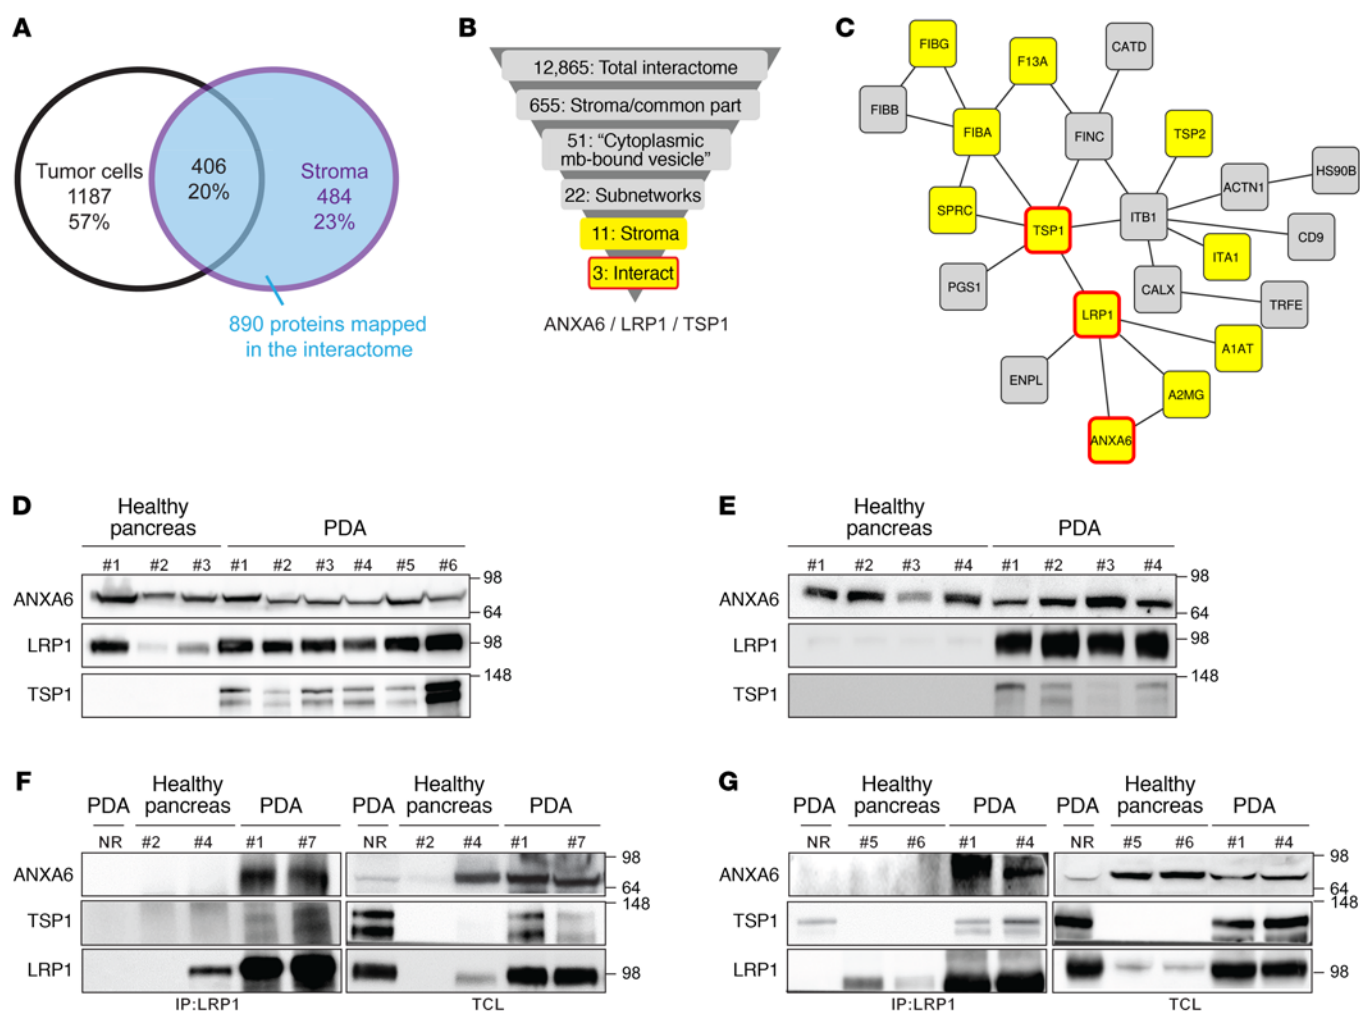 A
Tumor cells
1187
57%
406
20%
Stroma
484
23%
890 proteins mapped
in the interactome
B
12,865: Total interactome
655: Stroma/common part
51: “Cytoplasmic
mb-bound vesicle”
22: Subnetworks
11: Stroma
3: Interact
ANXA6 / LRP1 / TSP1
C
FIBG
F13A
CATD
FIBB
FIBA
FINC
TSP2
ACTN1
HS90B
SPRC
TSP1
ITB1
CD9
ITA1
PGS1
CALX
TRFE
LRP1
A1AT
ENPL
A2MG
ANXA6
D
Healthy
pancreas
PDA
#1 #2 #3 #1 #2 #3 #4 #5 #6
ANXA6
98
64
LRP1
98
TSP1
148
E
Healthy
pancreas
PDA
#1 #2 #3 #4 #1 #2 #3 #4
ANXA6
98
64
LRP1
98
TSP1
148
F
PDA
Healthy
pancreas
PDA
PDA
Healthy
pancreas
PDA
NR #2 #4 #1 #7 NR #2 #4 #1 #7
ANXA6
98
64
TSP1
148
LRP1
98
IP:LRP1
TCL
G
PDA
Healthy
pancreas
PDA
PDA
Healthy
pancreas
PDA
NR #5 #6 #1 #4 NR #5 #6 #1 #4
ANXA6
98
64
TSP1
148
LRP1
98
IP:LRP1
TCL